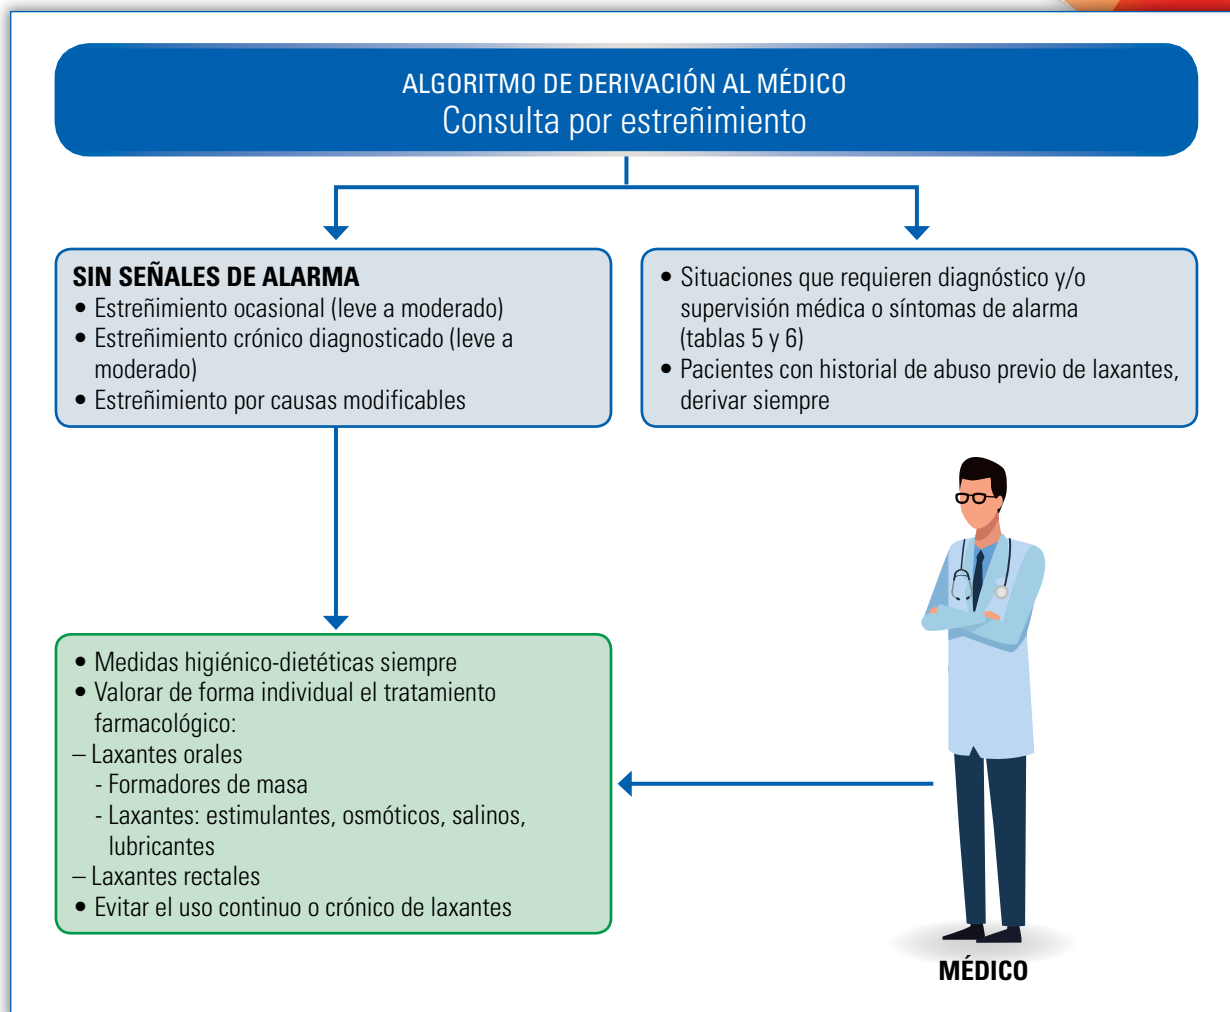 ALGORITMO DE DERIVACIÓN AL MÉDICO
Consulta por estreñimiento
SIN SEÑALES DE ALARMA
• Estreñimiento ocasional (leve a moderado)
• Estreñimiento crónico diagnosticado (leve a
moderado)
• Estreñimiento por causas modificables
• Situaciones que requieren diagnóstico y/o
supervisión médica o síntomas de alarma
(tablas 5 y 6)
• Pacientes con historial de abuso previo de laxantes,
derivar siempre
• Medidas higiénico-dietéticas siempre
• Valorar de forma individual el tratamiento
farmacológico:
– Laxantes orales
- Formadores de masa
- Laxantes: estimulantes, osmóticos, salinos,
lubricantes
– Laxantes rectales
• Evitar el uso continuo o crónico de laxantes
MÉDICO